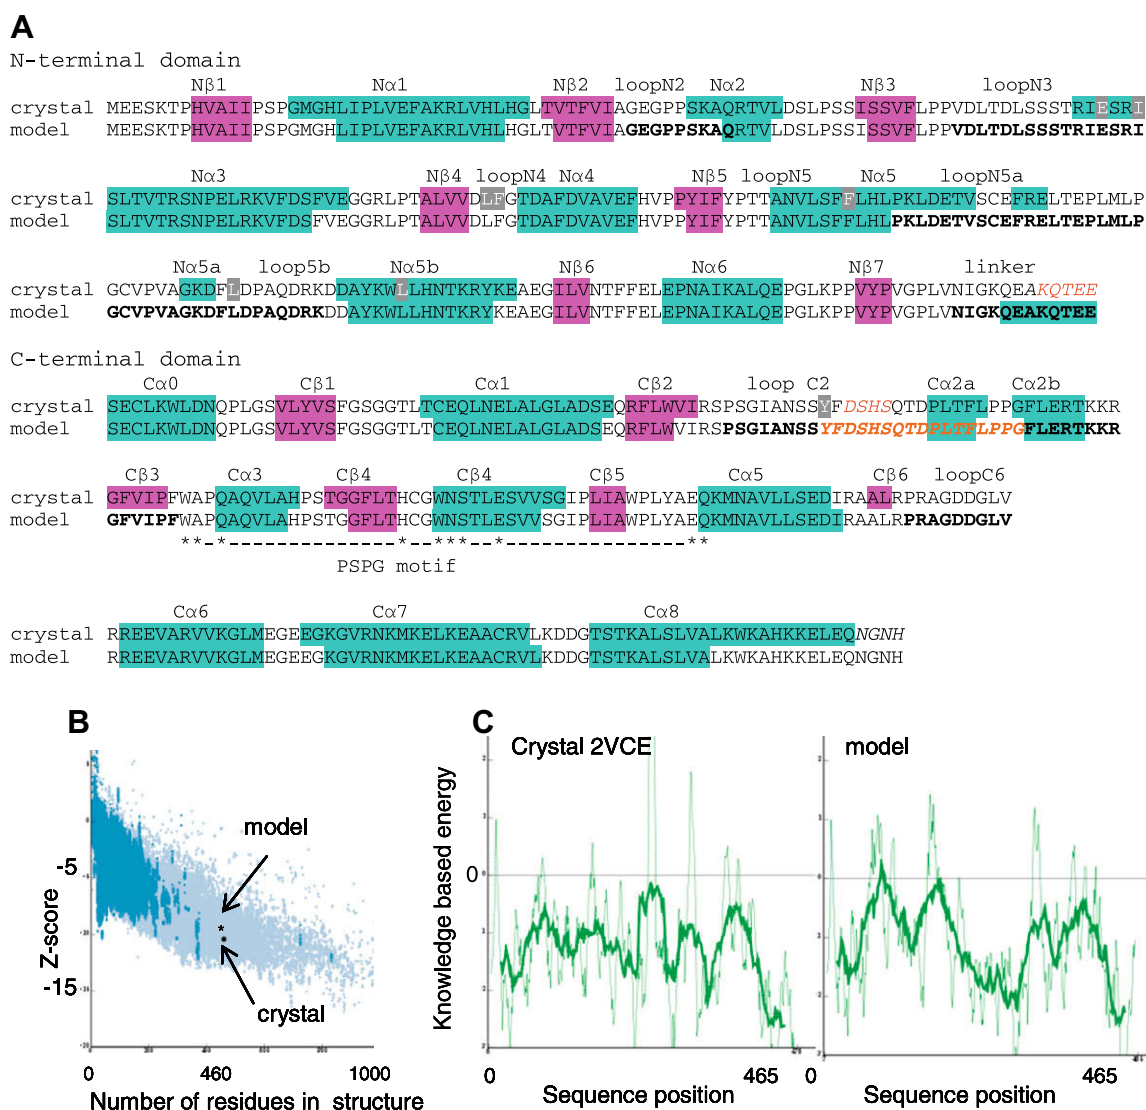 A
N-terminal domain
Nβ1 Nα1 Nβ2 loopN2 Nα2 Nβ3 loopN3
crystal MEESKTPHVAIIPSPGMGHLIPLVEFAKRLVHLHGLTVTFVIAGEGPPSKAQRTVLDSLPSSISSVFLPPVDLTDLSSSTRIESRI
model MEESKTPHVAIIPSPGMGHLIPLVEFAKRLVHLHGLTVTFVIAGEGPPSKAQRTVLDSLPSSISSVFLPPVDLTDLSSSTRIESRI
Nα3 Nβ4 loopN4 Nα4 Nβ5 loopN5 Nα5 loopN5a
crystal SLTVTRSNPELRKVFDSFVEGGRLPTALVVDLFGTDAFDVAVEFHVPPYIFYPTTANVLSFFLHLPKLDETVSCEFRELTEPLMLP
model SLTVTRSNPELRKVFDSFVEGGRLPTALVVDLFGTDAFDVAVEFHVPPYIFYPTTANVLSFFLHLPKLDETVSCEFRELTEPLMLP
Nα5a loop5b Nα5b Nβ6 Nα6 Nβ7 linker
crystal GCVPVAGKDFLDPAQDRKDDAYKWLLHNTKRYKEAEGILVNTFFELEPNAIKALQEPGLKPPVYPVGPLVNIGKQEAKQTEE
model GCVPVAGKDFLDPAQDRKDDAYKWLLHNTKRYKEAEGILVNTFFELEPNAIKALQEPGLKPPVYPVGPLVNIGKQEAKQTEE
C-terminal domain
Cα0 Cβ1 Cα1 Cβ2 loop C2 Cα2a Cα2b
crystal SECLKWLDNQPLGSVLYVSFGSGGTLTCEQLNELALGLADSEQRFLWVIRSPSGIANSSYFDSHSQTDPLTFLPPGFLERTKKR
model SECLKWLDNQPLGSVLYVSFGSGGTLTCEQLNELALGLADSEQRFLWVIRSPSGIANSSYFDSHSQTDPLTFLPPGFLERTKKR
Cβ3 Cα3 Cβ4 Cβ4 Cβ5 Cα5 Cβ6 loopC6
crystal GFVIPFWAPQAQVLAHPSTGGFLTHCGWNSTLESVVSGIPLIAWPLYAEQKMNAVLLSEDIRAALRPRAGDDGLV
model GFVIPFWAPQAQVLAHPSTGGFLTHCGWNSTLESVVSGIPLIAWPLYAEQKMNAVLLSEDIRAALRPRAGDDGLV
**-*--------------*--***--*---------------**
PSPG motif
Cα6 Cα7 Cα8
crystal RREEVARVVKGLMEGEEGKGVRNKMKELKEAACRVLKDDGTSTKALSLVALKWKAHKKELEQNGNH
model RREEVARVVKGLMEGEEGKGVRNKMKELKEAACRVLKDDGTSTKALSLVALKWKAHKKELEQNGNH
B
model
-5
Z-score
-15
crystal
0 460 1000
Number of residues in structure
C
Crystal 2VCE
model
Knowledge based energy
0
0 465
Sequence position
0 465
Sequence position